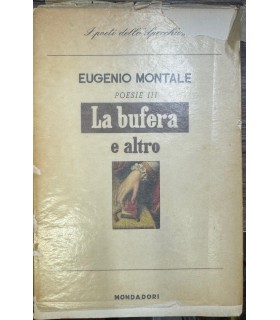 I poeti dello Specchio
EUGENIO MONTALE
POESIE III
La bufera
e altro
MONDADORI